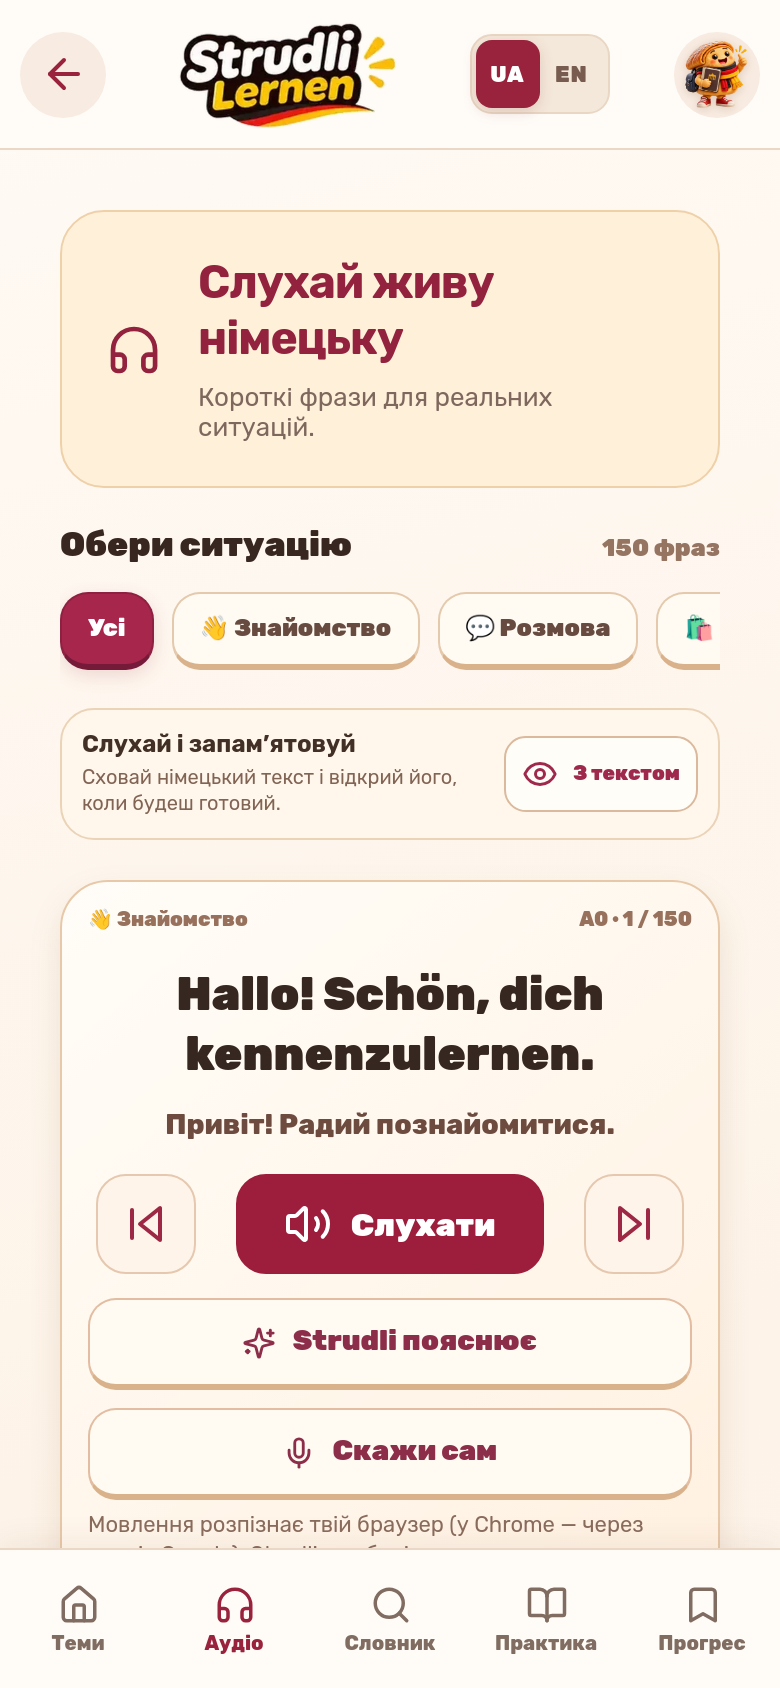 Strudli
Lernen
UA
EN
Слухай живу
німецьку
Короткі фрази для реальних
ситуацій.
Обери ситуацію
150 фраз
Усі
👋 Знайомство
💬 Розмова
🛍️
Слухай і запам’ятовуй
Сховай німецький текст і відкрий його,
коли будеш готовий.
З текстом
👋 Знайомство
A0 • 1 / 150
Hallo! Schön, dich
kennenzulernen.
Привіт! Радий познайомитися.
Слухати
Strudli пояснює
Скажи сам
Мовлення розпізнає твій браузер (у Chrome — через
Теми
Аудіо
Словник
Практика
Прогрес